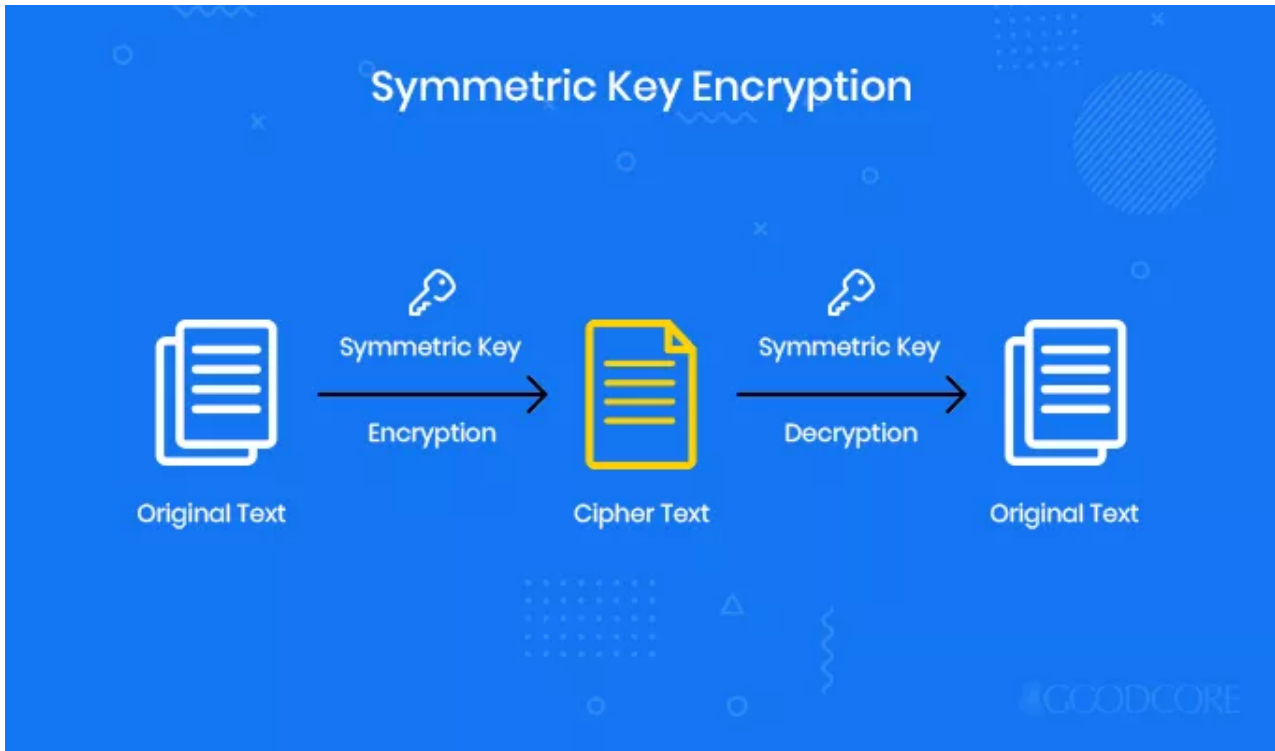 Symmetric Key Encryption
Symmetric Key
Encryption
Symmetric Key
Decryption
Original Text
Cipher Text
Original Text
GOODCORE